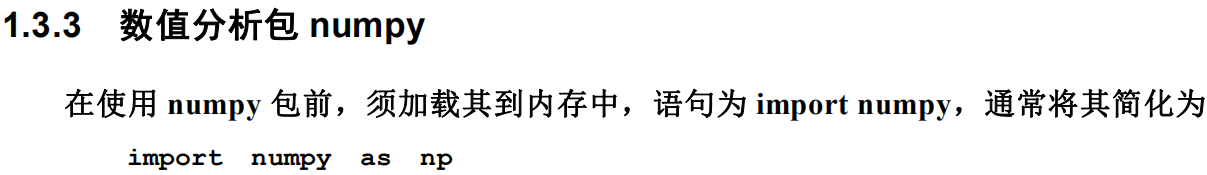 1.3.3 数值分析包 numpy
在使用 numpy 包前，须加载其到内存中，语句为 import numpy，通常将其简化为
import numpy as np